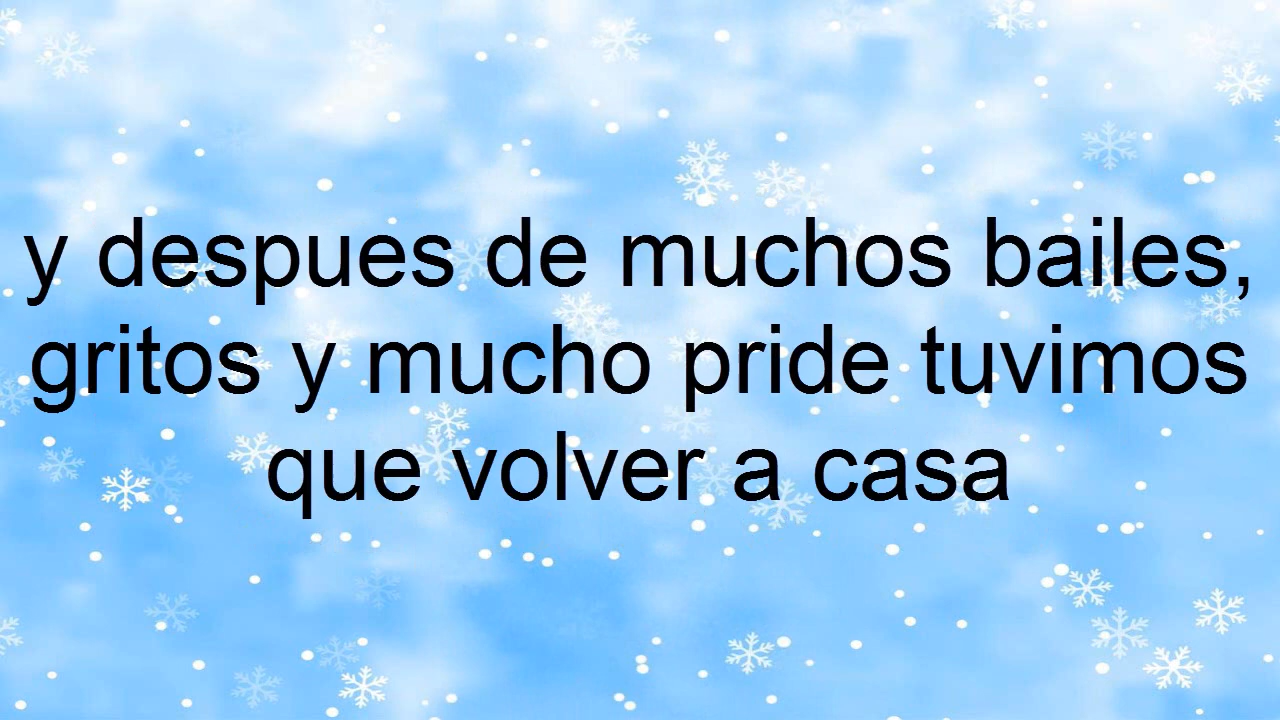 y despues de muchos bailes,
gritos y mucho pride tuvimos
que volver a casa